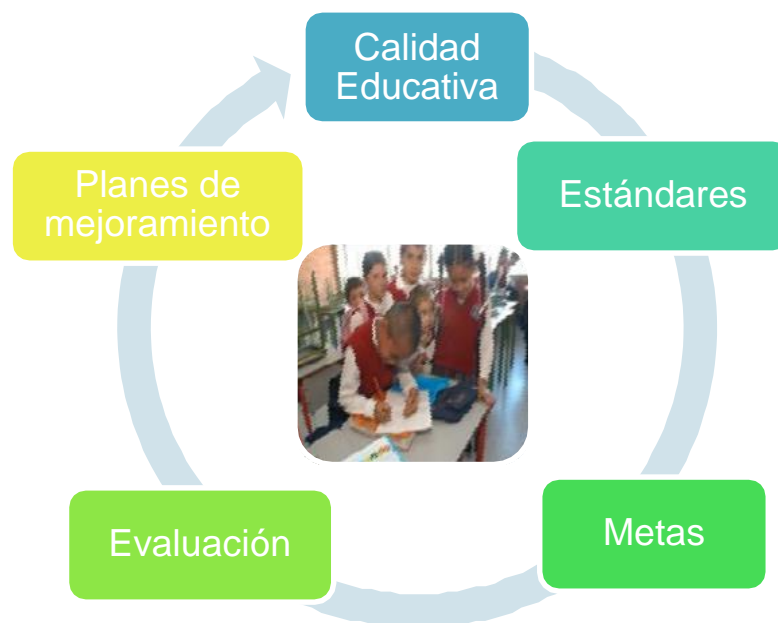 Calidad
Educativa
Estándares
Metas
Evaluación
Planes de
mejoramiento